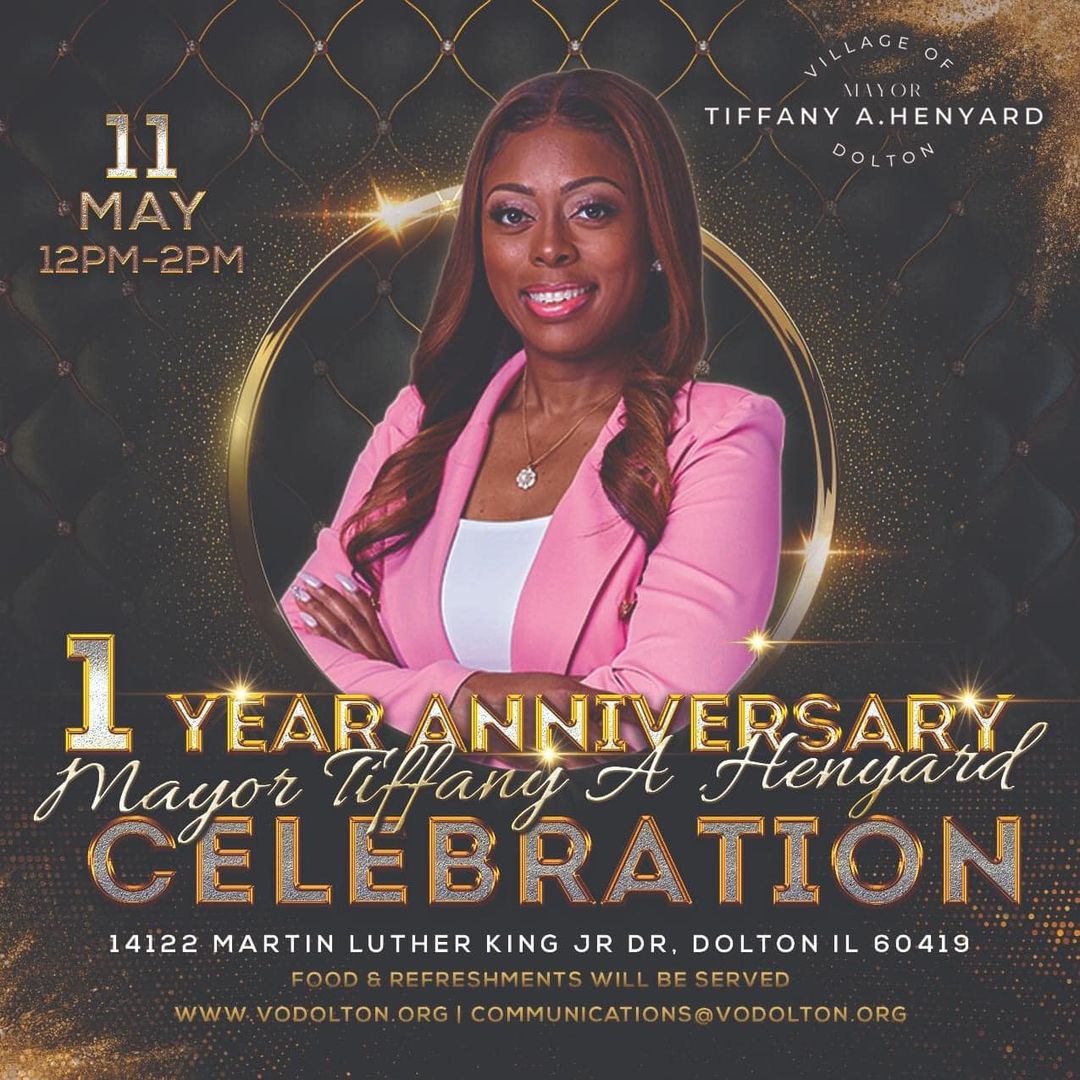 VILLAGE OF
MAYOR
TIFFANY A.HENYARD
DOLTON
11
MAY
12PM-2PM
1 YEAR ANNIVERSARY
Mayor Tiffany A Henyard
CELEBRATION
14122 MARTIN LUTHER KING JR DR, DOLTON IL 60419
FOOD & REFRESHMENTS WILL BE SERVED
WWW.VODOLTON.ORG | COMMUNICATIONS@VODOLTON.ORG